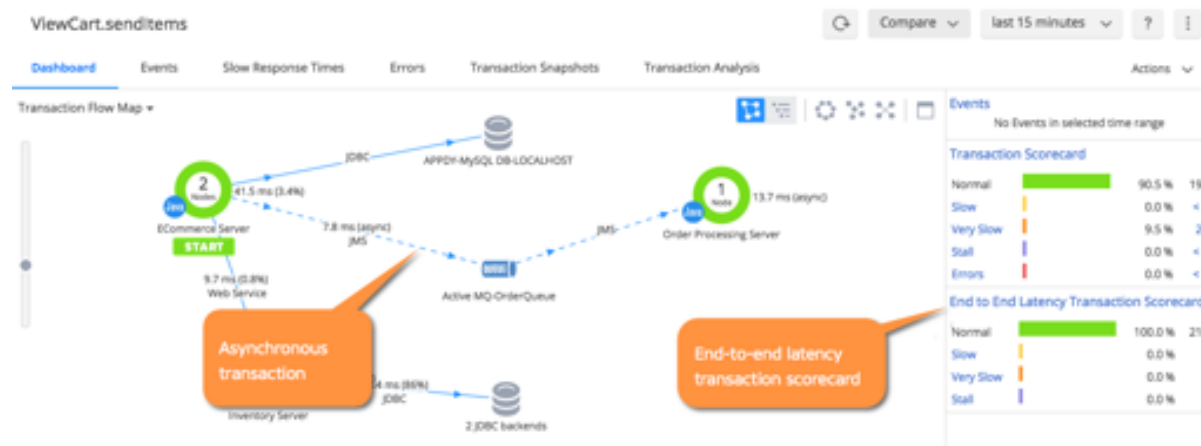 ViewCart.sendItems
Compare
last 15 minutes
?
Dashboard
Events
Slow Response Times
Errors
Transaction Snapshots
Transaction Analysis
Actions
Transaction Flow Map
JDBC
APPDY-MySQL DB-LOCALHOST
2
Nodes
41.5 ms (3.4%)
Java
ECommerce Server
START
7.8 ms (async)
JMS
JMS
1
Node
13.7 ms (async)
Java
Order Processing Server
9.7 ms (0.8%)
Web Service
Active MQ-OrderQueue
Asynchronous
transaction
End-to-end latency
transaction scorecard
ms (86%)
JDBC
Inventory Server
2 JDBC backends
Events
No Events in selected time range
Transaction Scorecard
Normal 90.5 % 19
Slow 0.0 % <
Very Slow 9.5 % 2
Stall 0.0 % <
Errors 0.0 % <
End to End Latency Transaction Scorecard
Normal 100.0 % 21
Slow 0.0 %
Very Slow 0.0 %
Stall 0.0 %